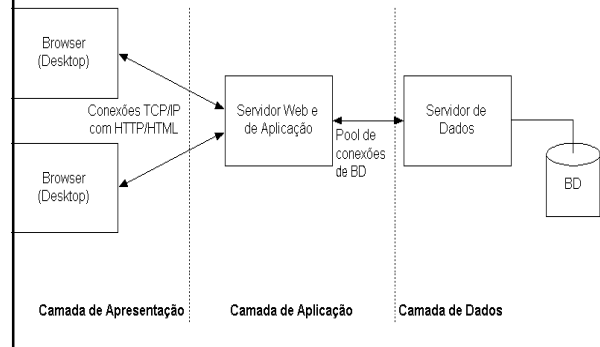 Browser
(Desktop)
Conexões TCP/IP
com HTTP/HTML
Browser
(Desktop)
Servidor Web e
de Aplicação
Pool de
conexões
de BD
Servidor de
Dados
BD
Camada de Apresentação
Camada de Aplicação
Camada de Dados